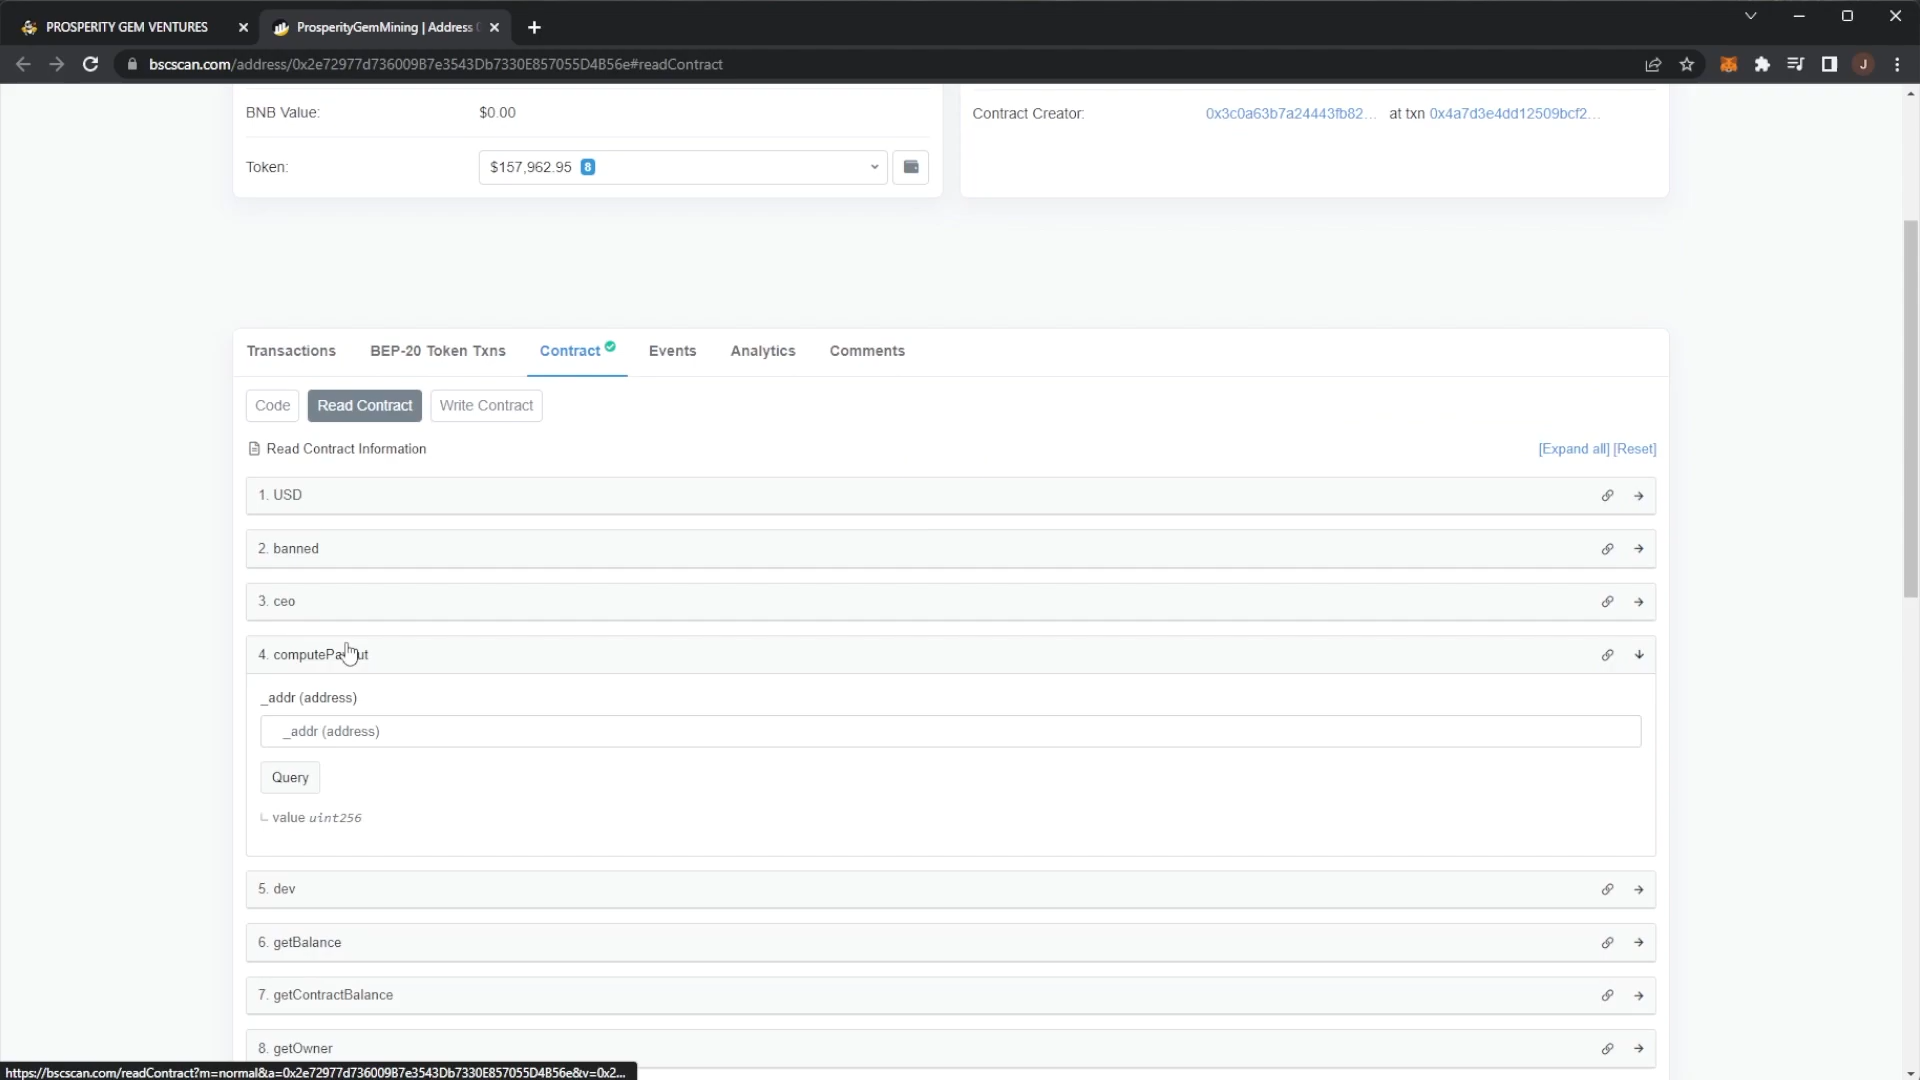 PROSPERITY GEM VENTURES
ProsperityGemMining | Address
bscscan.com/address/0x2e72977d736009B7e3543Db7330E857055D4B56e#readContract
J
BNB Value:
$0.00
Contract Creator:
0x3c0a63b7a24443fb82... at txn 0x4a7d3e4dd12509bcf2...
Token:
$157,962.95 8
Transactions
BEP-20 Token Txns
Contract
Events
Analytics
Comments
Code
Read Contract
Write Contract
Read Contract Information
[Expand all] [Reset]
1. USD
2. banned
3. ceo
4.
_addr (address)
_addr (address)
Query
value uint256
5. dev
6. getBalance
7. getContractBalance
8. getOwner
https://bscscan.com/readContract?m=normal&a=0x2e72977d736009B7e3543Db7330E857055D4B56e&v=0x2...